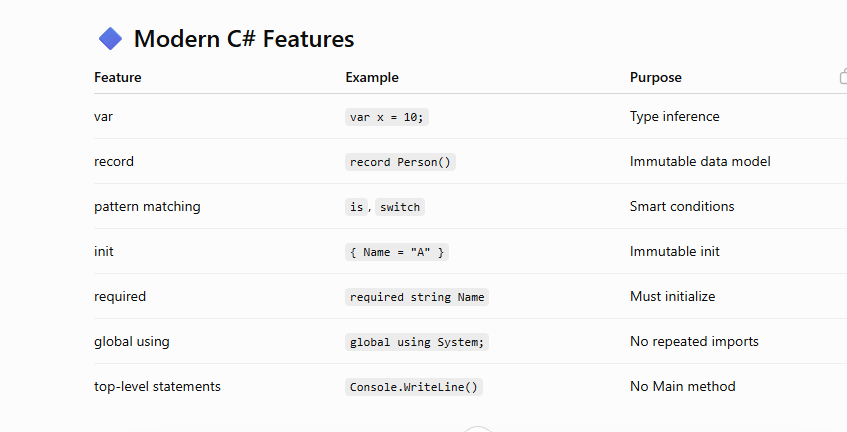 Modern C# Features
Feature Example Purpose
var var x = 10; Type inference
record record Person() Immutable data model
pattern matching is, switch Smart conditions
init { Name = "A" } Immutable init
required required string Name Must initialize
global using global using System; No repeated imports
top-level statements Console.WriteLine() No Main method